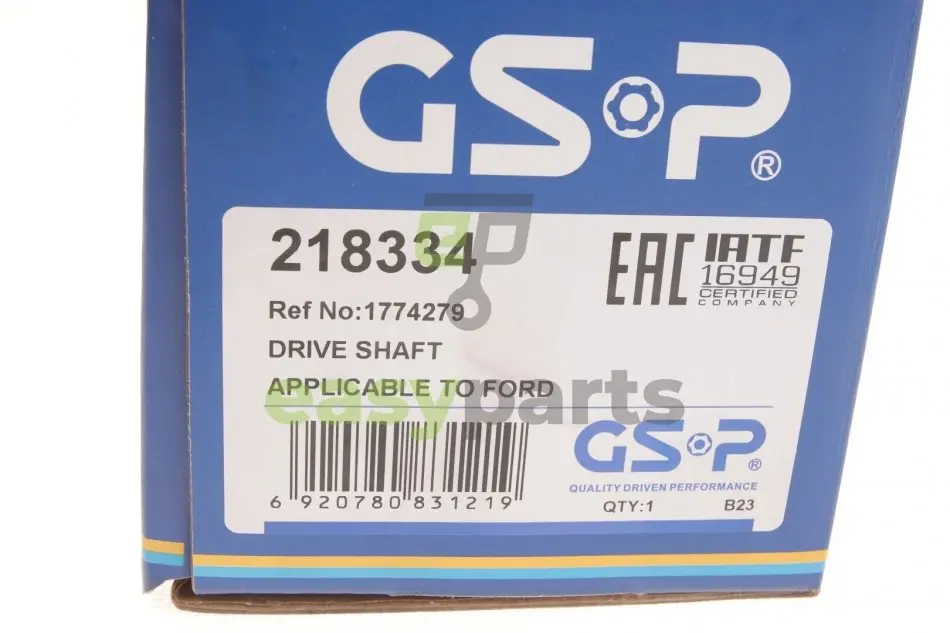 GSP®
218334
EAC
IATF
16949
CERTIFIED
COMPANY
Ref No:1774279
DRIVE SHAFT
APPLICABLE TO FORD
easyparts
6 920780 831219
GSP®
QUALITY DRIVEN PERFORMANCE
QTY:1 B23